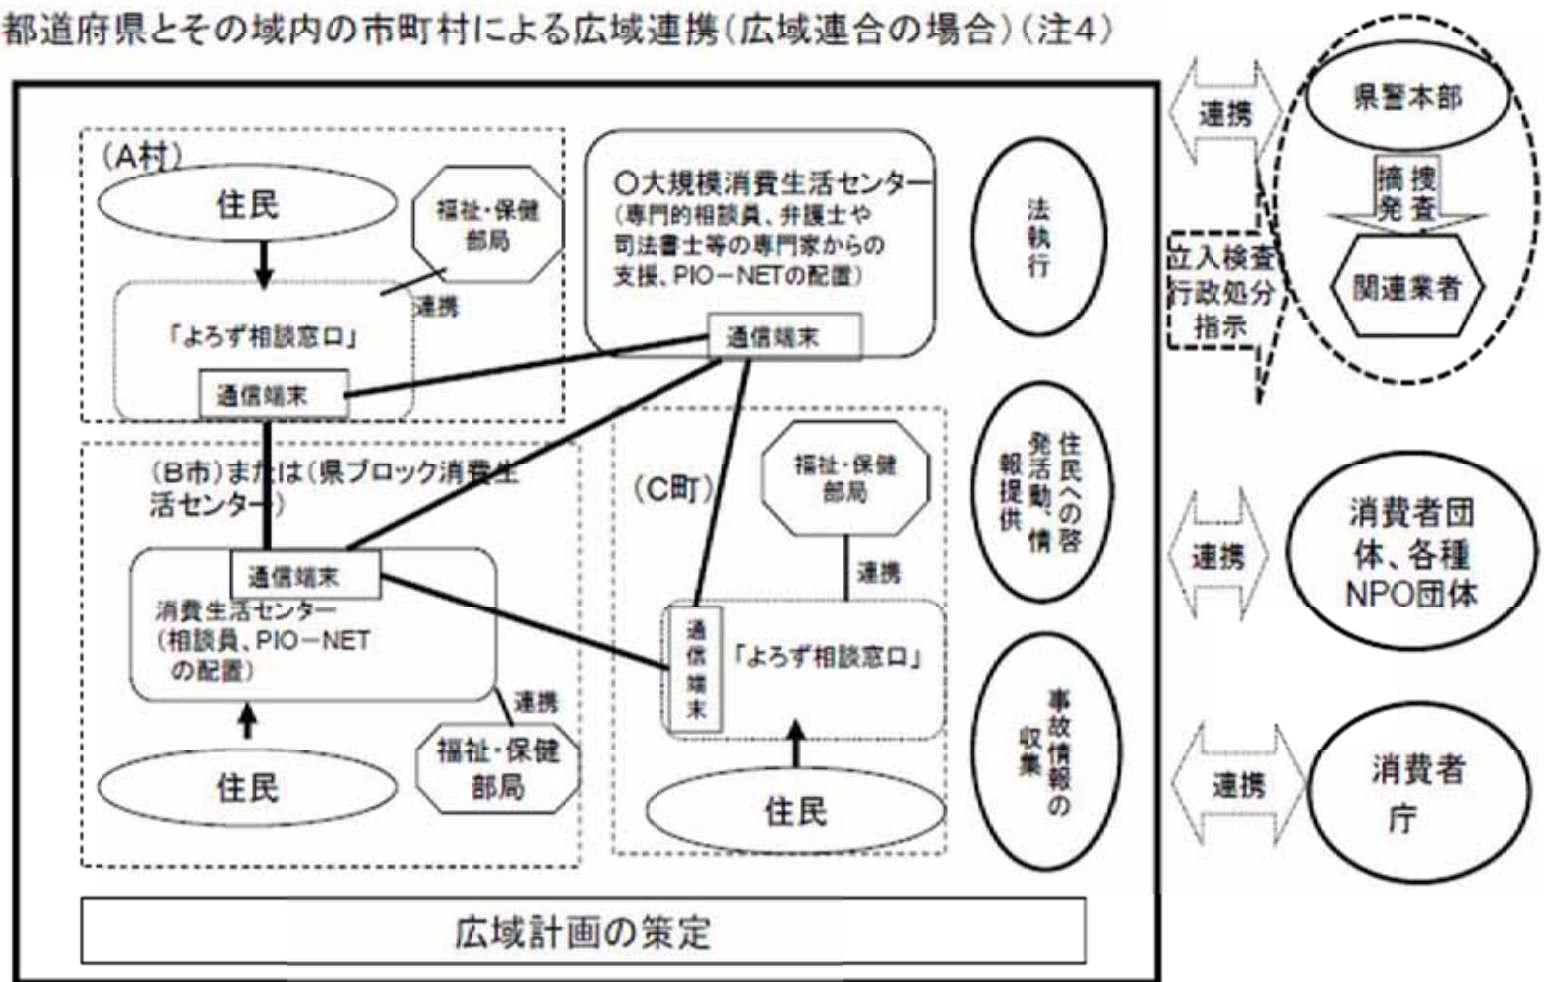 都道府県とその域内の市町村による広域連携(広域連合の場合)(注4)
(A村)
住民
福祉・保健
部局
連携
「よろず相談窓口」
通信端末
〇大規模消費生活センター
(専門的相談員、弁護士や
司法書士等の専門家からの
支援、PIO-NETの配置)
通信端末
(B市)または(県ブロック消費生
活センター)
通信端末
消費生活センター
(相談員、PIO-NET
の配置)
連携
福祉・保健
部局
住民
(C町)
福祉・保健
部局
連携
通信端末
「よろず相談窓口」
住民
法執行
住民への啓
発活動、情
報提供
事故情報の
収集
広域計画の策定
連携
県警本部
捜査
摘発
関連業者
立入検査
行政処分
指示
連携
消費者団
体、各種
NPO団体
連携
消費者
庁